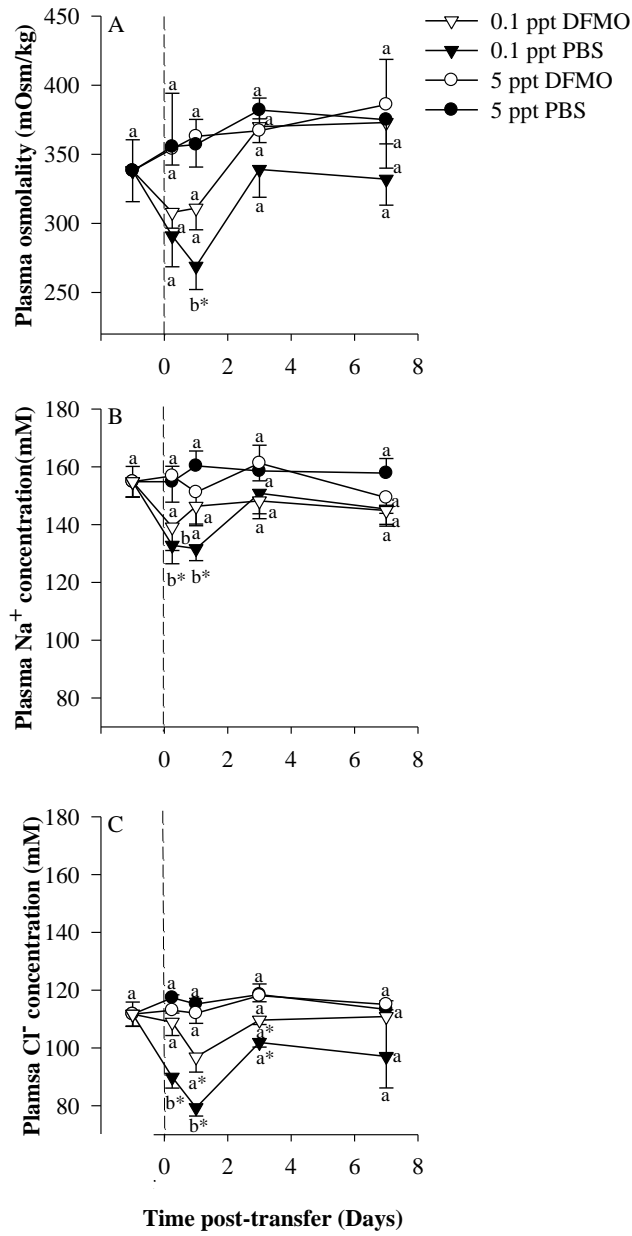 A
0.1 ppt DFMO
0.1 ppt PBS
5 ppt DFMO
5 ppt PBS
Plasma osmolality (mOsm/kg)
450
400
350
300
250
a
a
a
a
a
a
a
a
a
a
a
b*
a
a
a
a
a
0 2 4 6 8
B
Plasma Na+ concentration(mM)
180
160
140
120
100
80
a
a
a
b
b*
a
a
a
b*
a
a
a
a
a
a
a
0 2 4 6 8
C
Plamsa Cl- concentration (mM)
180
160
140
120
100
80
a
a
a
b*
a
a
a*
b*
a
a
a*
a*
a
a
a
a
0 2 4 6 8
Time post-transfer (Days)